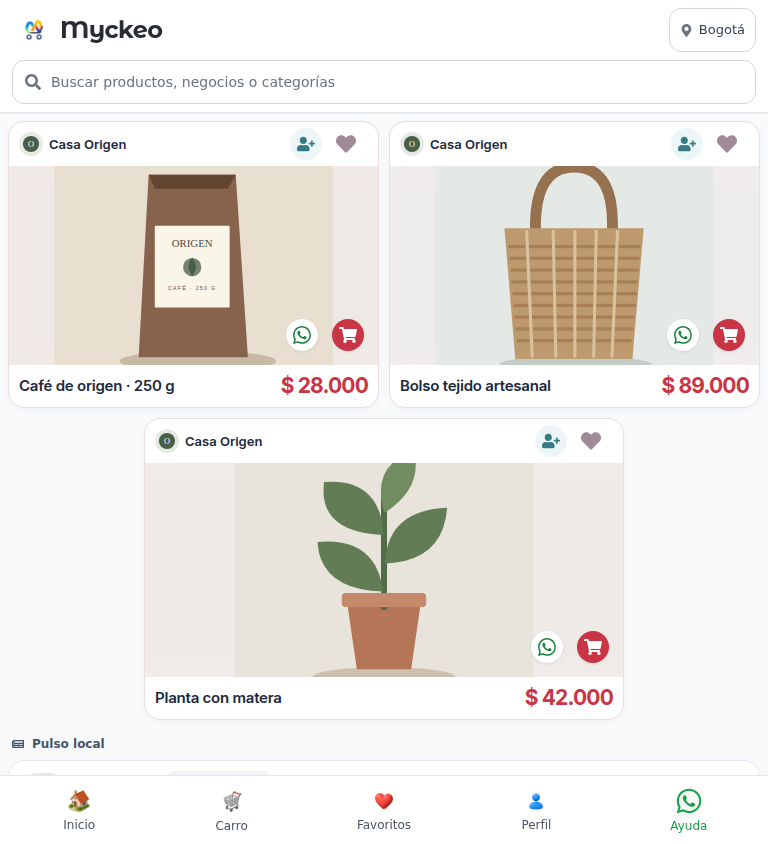 Myckeo
Bogotá
Buscar productos, negocios o categorías
Casa Origen
ORIGEN
CAFÉ · 250 G
Café de origen · 250 g
$ 28.000
Casa Origen
Bolso tejido artesanal
$ 89.000
Casa Origen
Planta con matera
$ 42.000
Pulso local
Inicio
Carro
Favoritos
Perfil
Ayuda